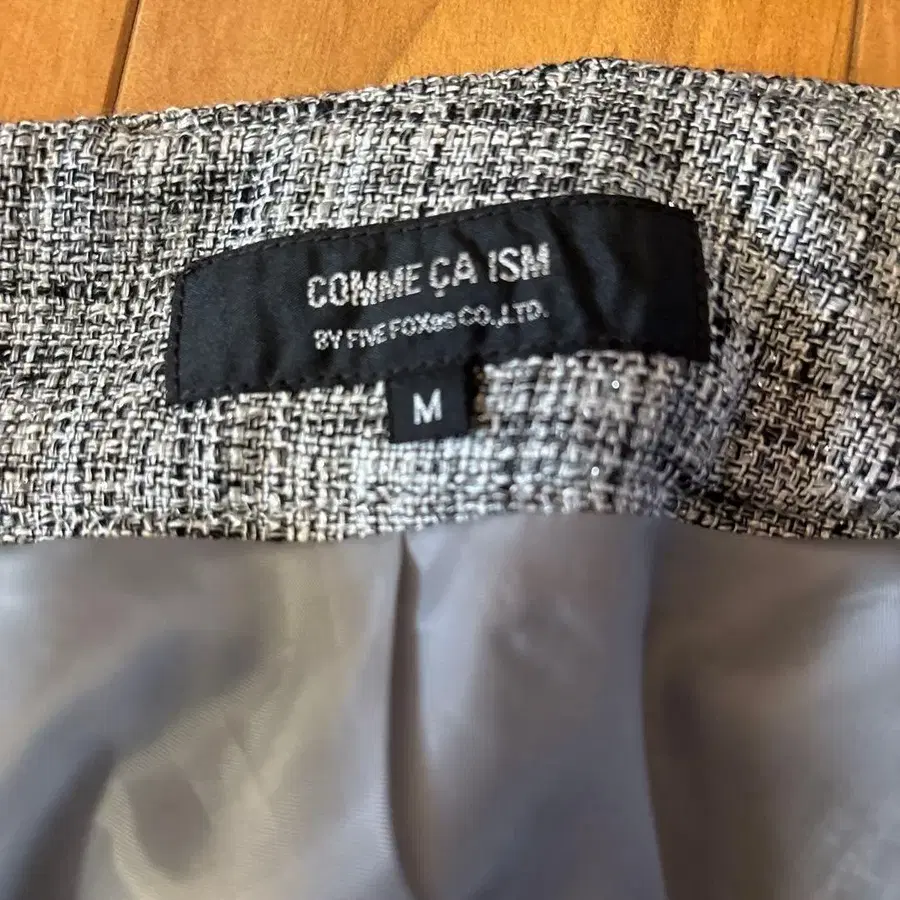 COMME ÇA ISM
BY FIVE FOXes CO.,LTD.
M